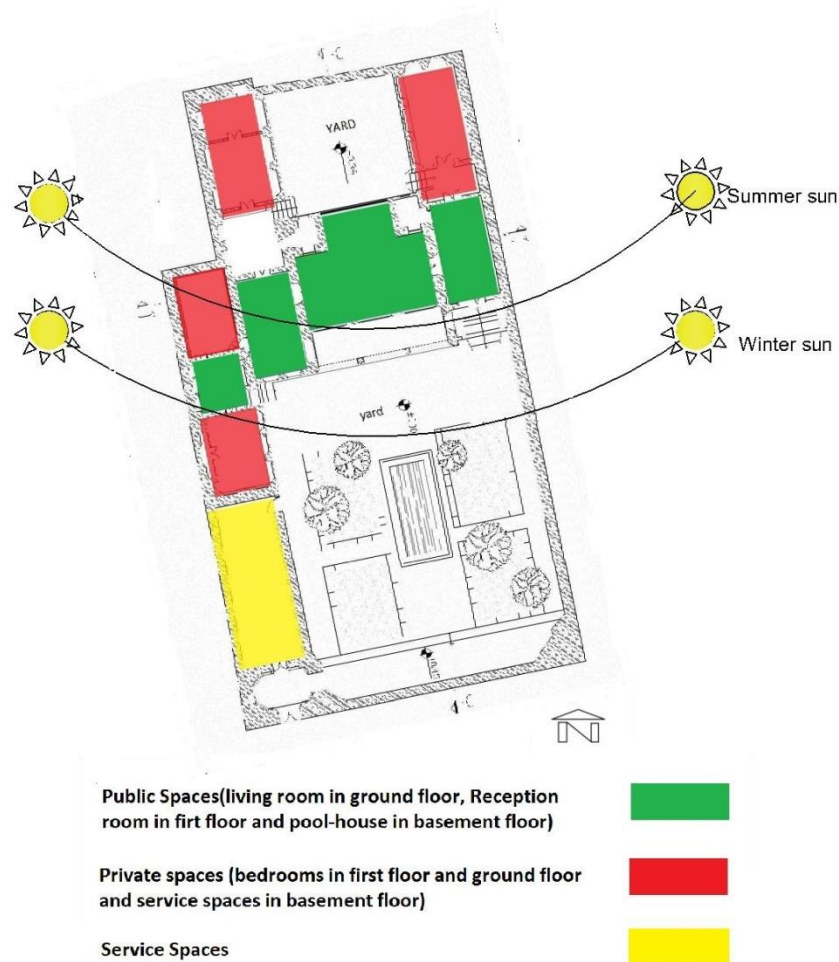 YARD
Summer sun
Winter sun
yard
N
Public Spaces(living room in ground floor, Reception
room in firt floor and pool-house in basement floor)
Private spaces (bedrooms in first floor and ground floor
and service spaces in basement floor)
Service Spaces